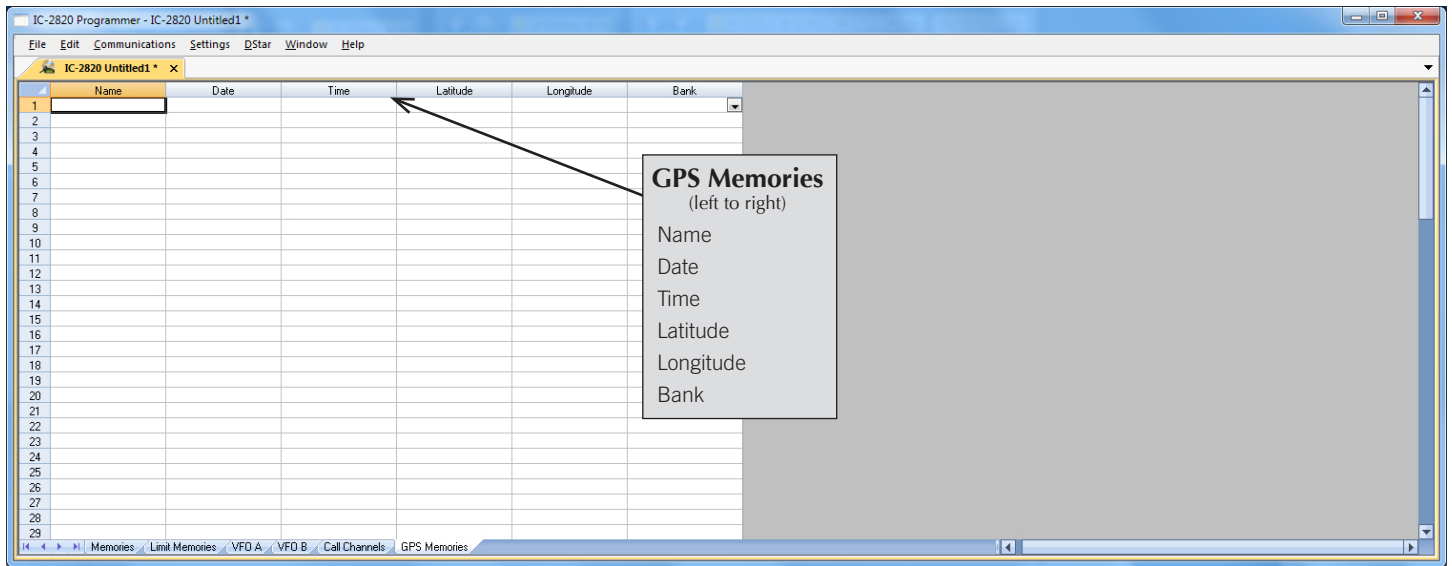 IC-2820 Programmer - IC-2820 Untitled1 *
File Edit Communications Settings DStar Window Help
IC-2820 Untitled1 *
Name Date Time Latitude Longitude Bank
1
2
3
4
5
6
7
8
9
10
11
12
13
14
15
16
17
18
19
20
21
22
23
24
25
26
27
28
29
GPS Memories
(left to right)
Name
Date
Time
Latitude
Longitude
Bank
Memories Limit Memories VFO A VFO B Call Channels GPS Memories